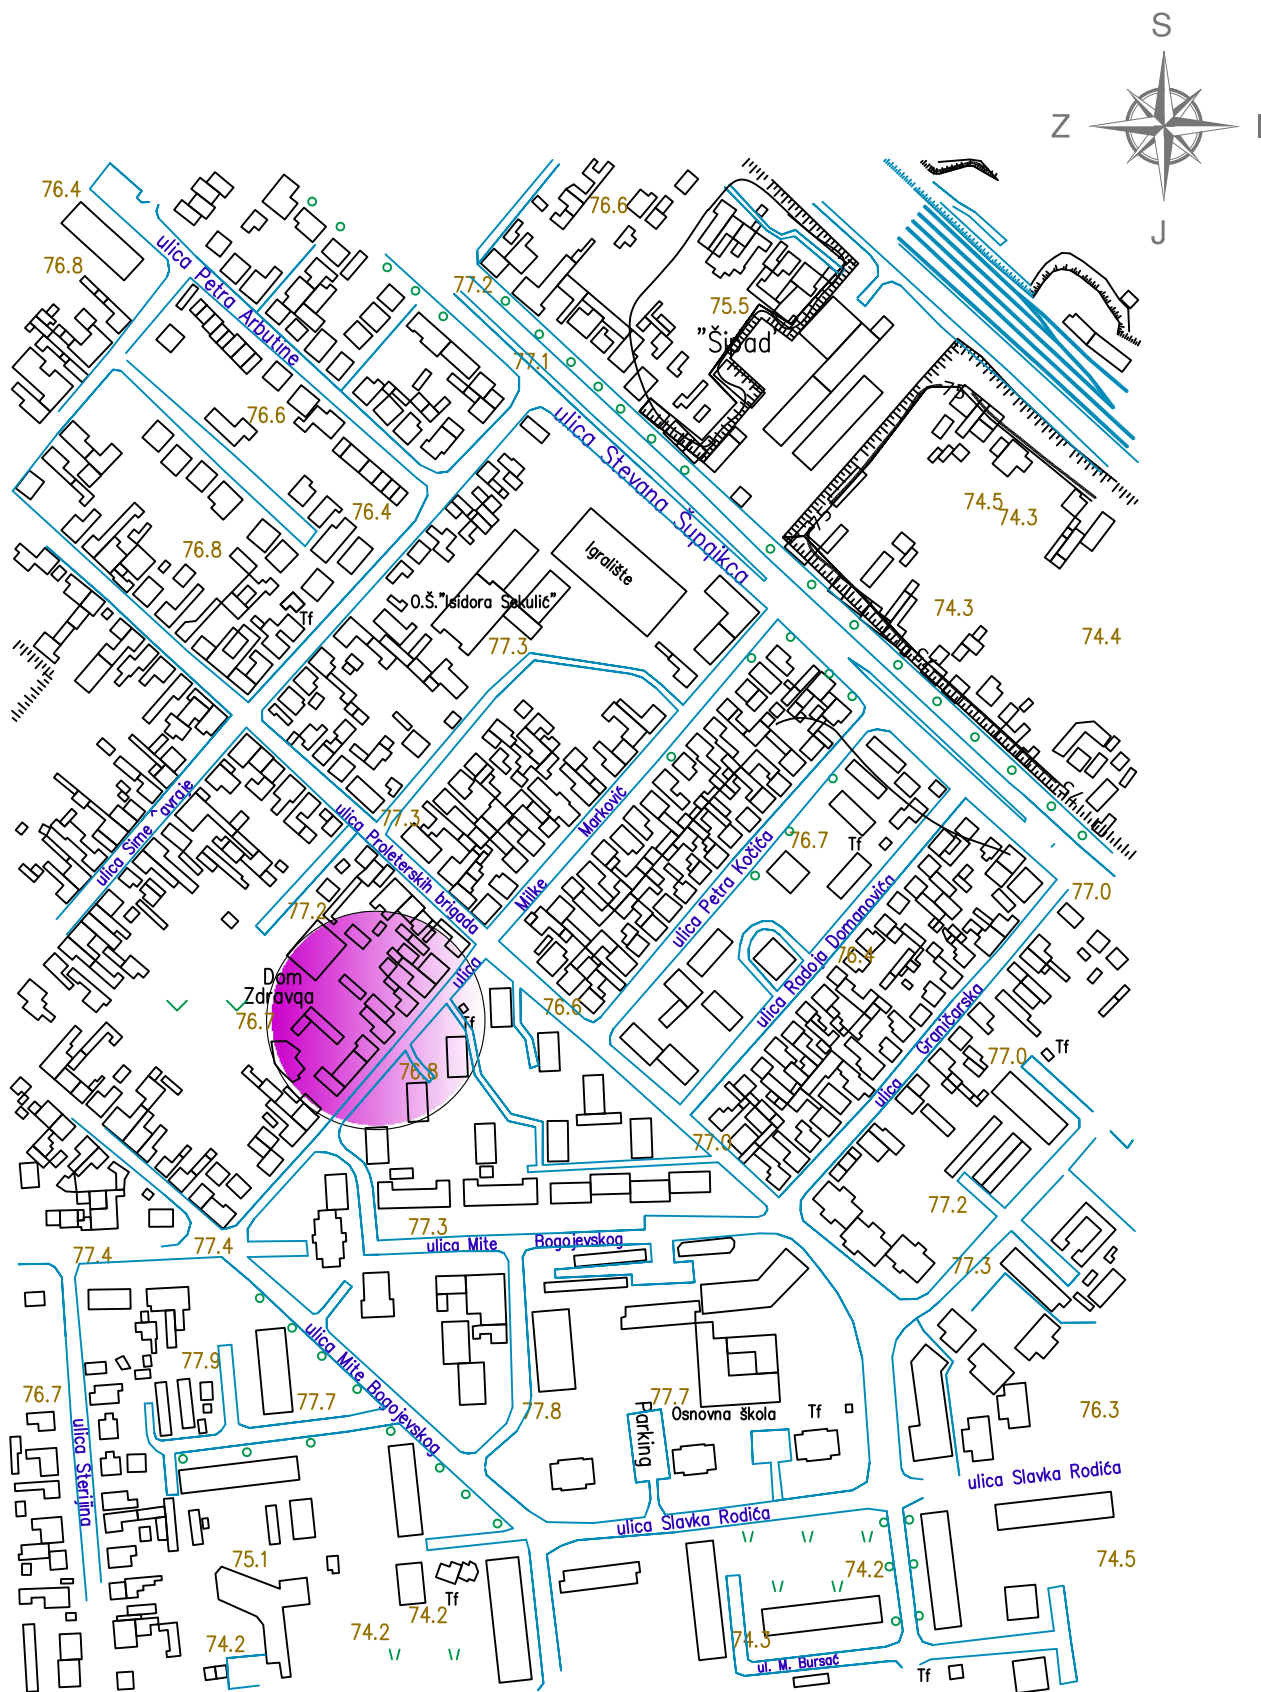 S
Z
I
J
76.4
76.6
76.8
ulica Petra Arbutine
77.2
75.5
"Šipad"
77.1
75
76.6
ulica Stevana Šupajkca
76.4
74.5
74.3
75
76.8
Igralište
O.Š."Isidora Sekulić"
Tf
74.3
74.4
77.3
ulica Sime ^avraje
ulica Proleterskih brigada
77.3
Milke
Marković
76.7
Tf
77.0
77.2
ulica Petra Kočića
ulica Radoja Domanovića
76.4
Dom
Zdravqa
ulica
76.7
Tf
76.6
ulica
Graničarska
77.0
Tf
76.8
77.0
77.2
77.3
77.4
77.4
ulica Mite
Bogojevskog
77.3
ulica Mite Bogojevskog
77.9
77.7
76.7
77.8
77.7
Parking
Osnovna škola
Tf
76.3
ulica Sterijina
ulica Slavka Rodića
ulica Slavka Rodića
75.1
74.2
74.5
Tf
74.2
74.2
74.2
74.3
ul. M. Bursać
Tf